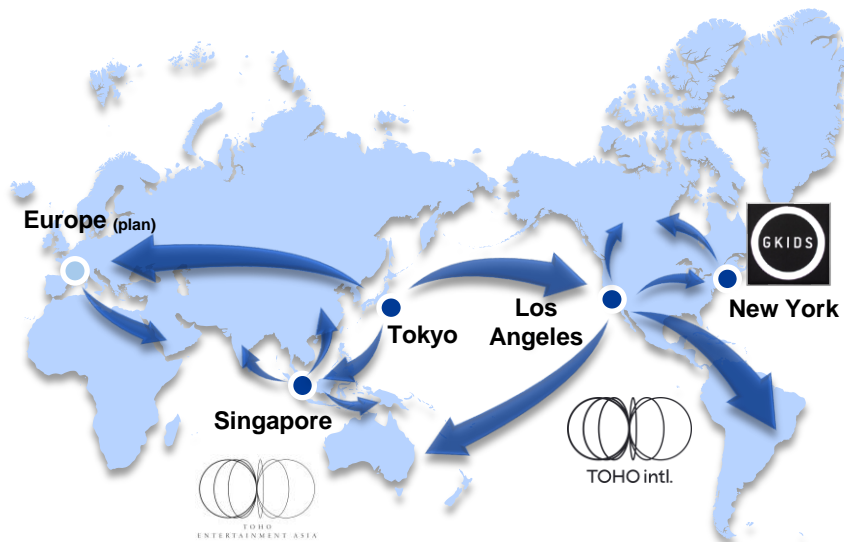 Europe (plan)
GKIDS
New York
Los
Angeles
Tokyo
Singapore
TOHO intl.
TOHO
ENTERTAINMENT ASIA